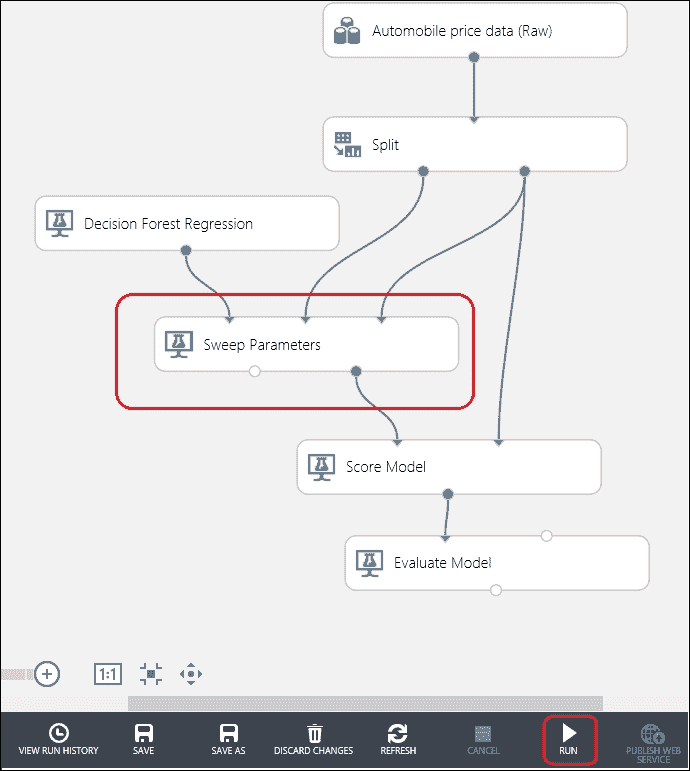 Automobile price data (Raw)
Split
Decision Forest Regression
Sweep Parameters
Score Model
Evaluate Model
1:1
VIEW RUN HISTORY
SAVE
SAVE AS
DISCARD CHANGES
REFRESH
CANCEL
RUN
PUBLISH WEB
SERVICE